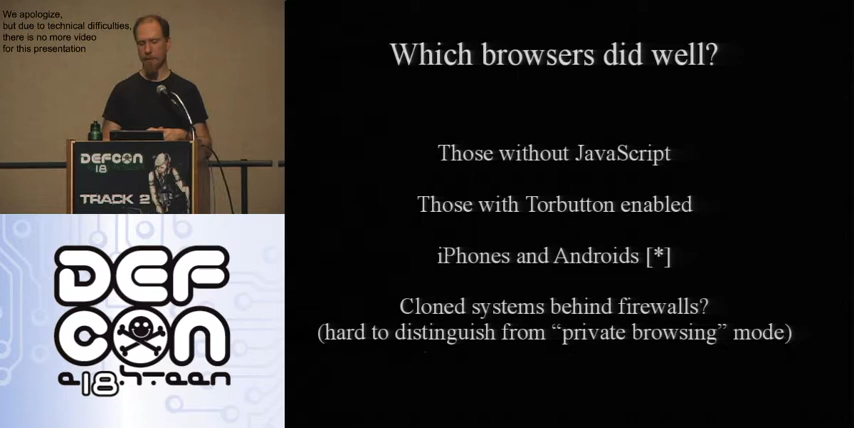 We apologize,
but due to technical difficulties,
there is no more video
for this presentation
DEFCON
18
TRACK 2
Which browsers did well?
Those without JavaScript
Those with Torbutton enabled
iPhones and Androids [*]
Cloned systems behind firewalls?
(hard to distinguish from “private browsing” mode)
DEF
CON
e18hteen